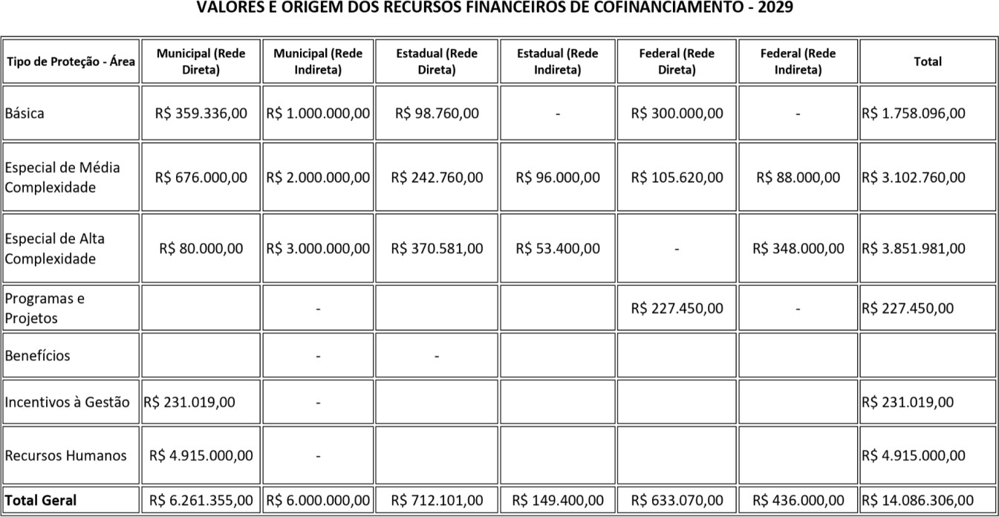 VALORES E ORIGEM DOS RECURSOS FINANCEIROS DE COFINANCIAMENTO - 2029
Tipo de Proteção - Área | Municipal (Rede Direta) | Municipal (Rede Indireta) | Estadual (Rede Direta) | Estadual (Rede Indireta) | Federal (Rede Direta) | Federal (Rede Indireta) | Total
Básica | R$ 359.336,00 | R$ 1.000.000,00 | R$ 98.760,00 | - | R$ 300.000,00 | - | R$ 1.758.096,00
Especial de Média Complexidade | R$ 676.000,00 | R$ 2.000.000,00 | R$ 242.760,00 | R$ 96.000,00 | R$ 105.620,00 | R$ 88.000,00 | R$ 3.102.760,00
Especial de Alta Complexidade | R$ 80.000,00 | R$ 3.000.000,00 | R$ 370.581,00 | R$ 53.400,00 | - | R$ 348.000,00 | R$ 3.851.981,00
Programas e Projetos | | - | | | R$ 227.450,00 | - | R$ 227.450,00
Benefícios | | - | - | | | |
Incentivos à Gestão | R$ 231.019,00 | - | | | | | R$ 231.019,00
Recursos Humanos | R$ 4.915.000,00 | - | | | | | R$ 4.915.000,00
Total Geral | R$ 6.261.355,00 | R$ 6.000.000,00 | R$ 712.101,00 | R$ 149.400,00 | R$ 633.070,00 | R$ 436.000,00 | R$ 14.086.306,00